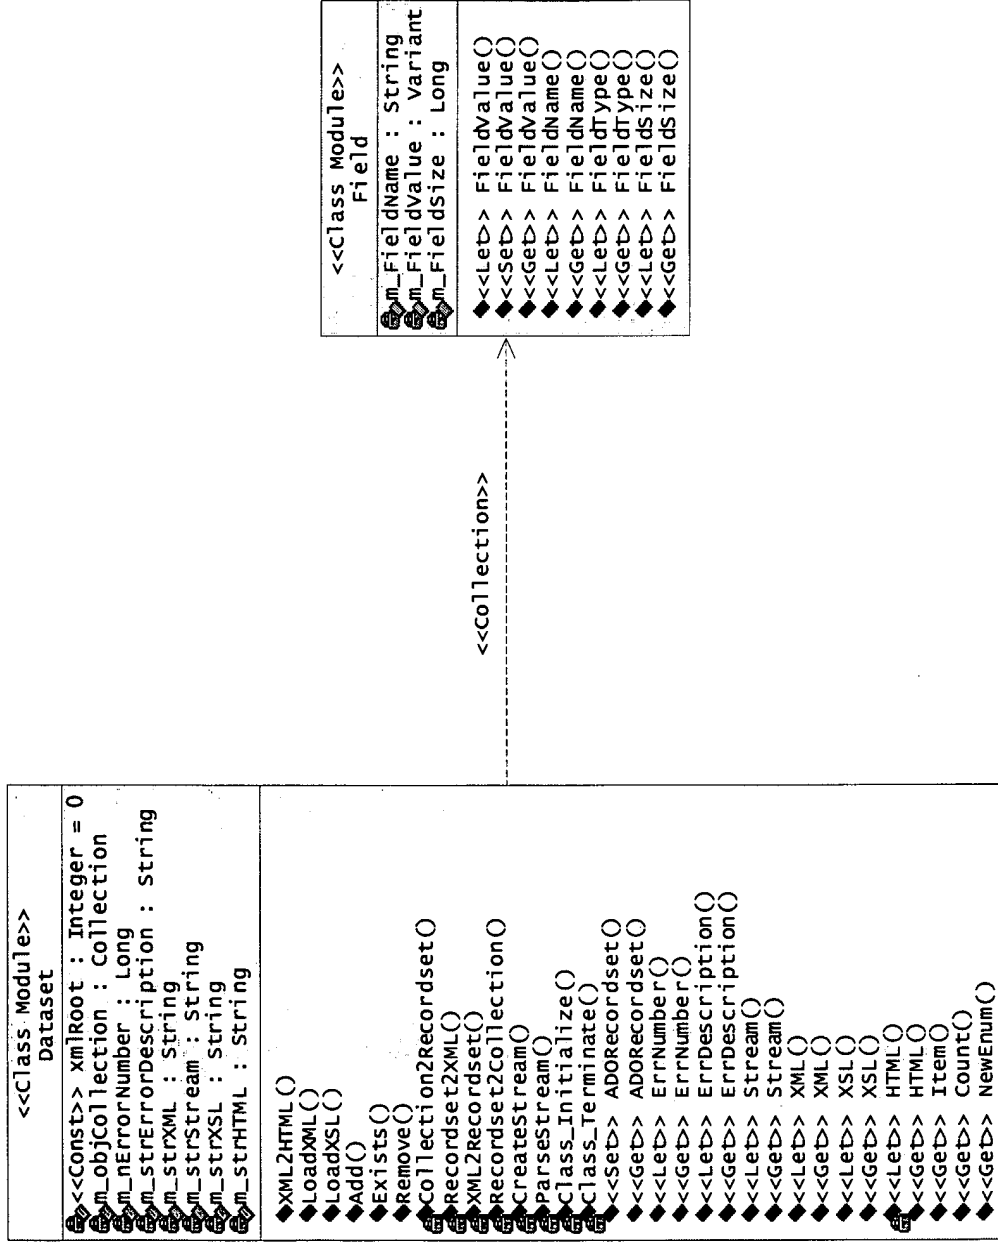 <<Class Module>>
Dataset
<<Const>> xmlRoot : Integer = 0
m_objCollection : Collection
m_nErrorNumber : Long
m_strErrorDescription : String
m_strXML : String
m_strStream : String
m_strXSL : String
m_strHTML : String
XML2HTML()
LoadXML()
LoadXSL()
Add()
Exists()
Remove()
Collection2Recordset()
Recordset2XML()
XML2Recordset()
Recordset2Collection()
CreateStream()
ParseStream()
Class_Initialize()
Class_Terminate()
<<Set>> ADORecordset()
<<Get>> ADORecordset()
<<Let>> ErrNumber()
<<Get>> ErrNumber()
<<Let>> ErrDescription()
<<Get>> ErrDescription()
<<Let>> Stream()
<<Get>> Stream()
<<Let>> XML()
<<Get>> XML()
<<Let>> XSL()
<<Get>> XSL()
<<Let>> HTML()
<<Get>> HTML()
<<Get>> Item()
<<Get>> Count()
<<Get>> NewEnum()
<<Collection>>
<<Class Module>>
Field
m_FieldName : String
m_FieldValue : Variant
m_FieldSize : Long
<<Let>> FieldValue()
<<Set>> FieldValue()
<<Get>> FieldValue()
<<Let>> FieldName()
<<Get>> FieldName()
<<Let>> FieldType()
<<Get>> FieldType()
<<Let>> FieldSize()
<<Get>> FieldSize()